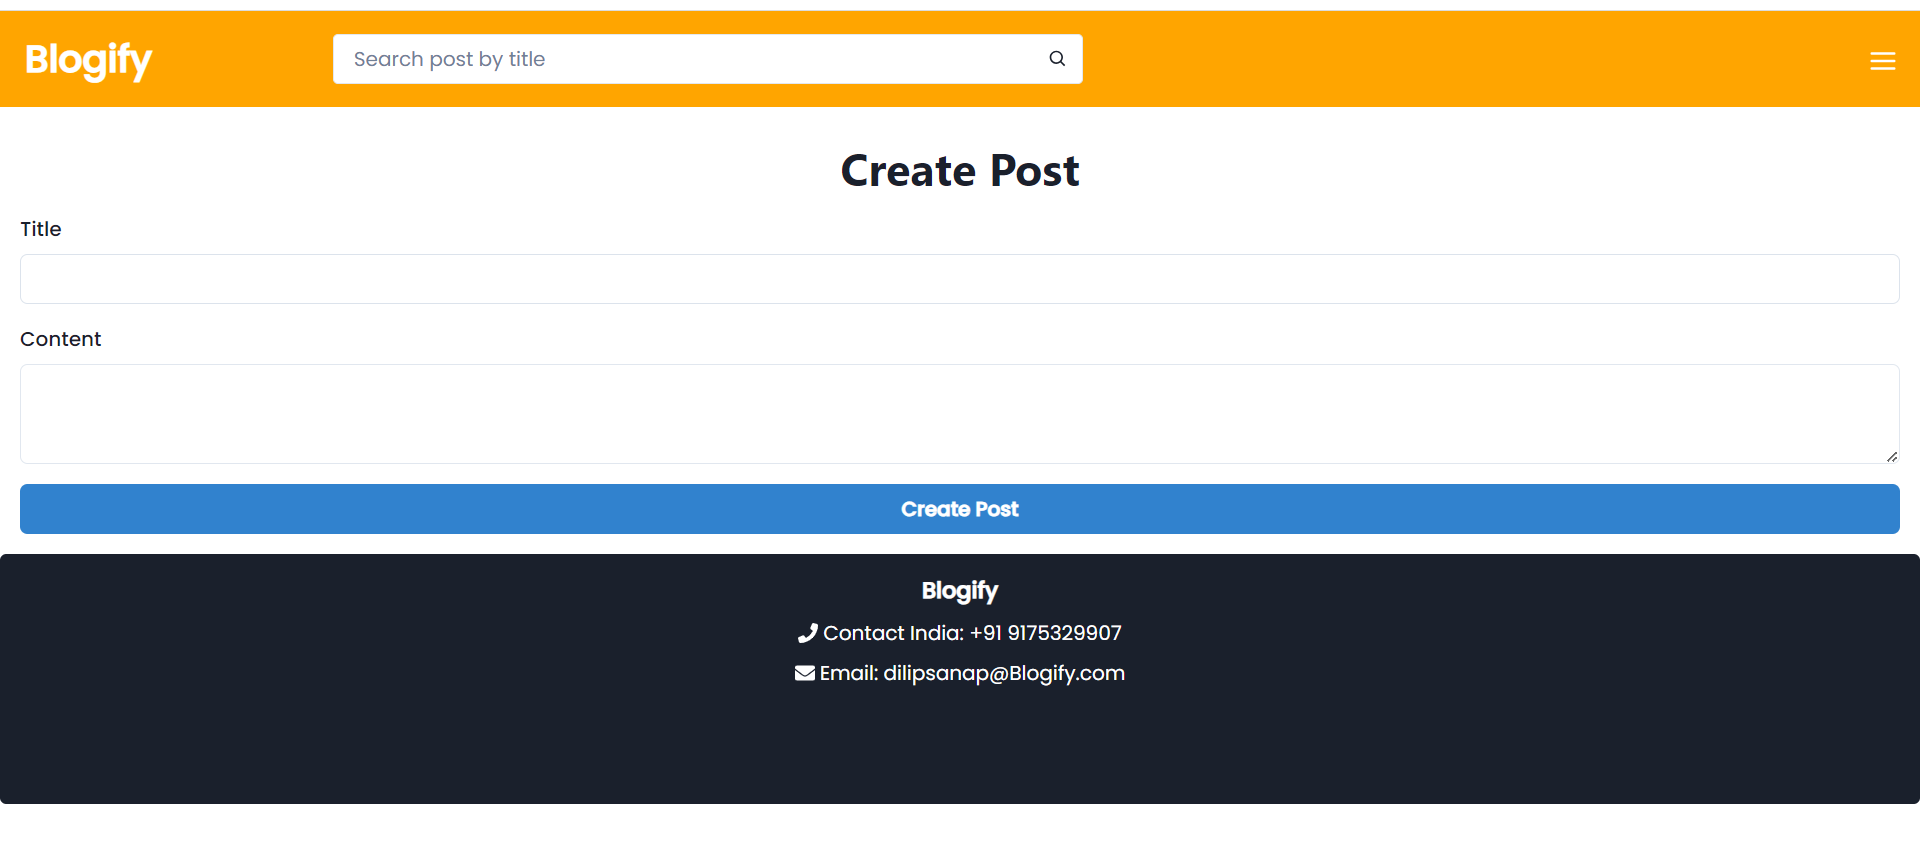 Blogify
Search post by title
Create Post
Title
Content
Create Post
Blogify
Contact India: +91 9175329907
Email: dilipsanap@Blogify.com